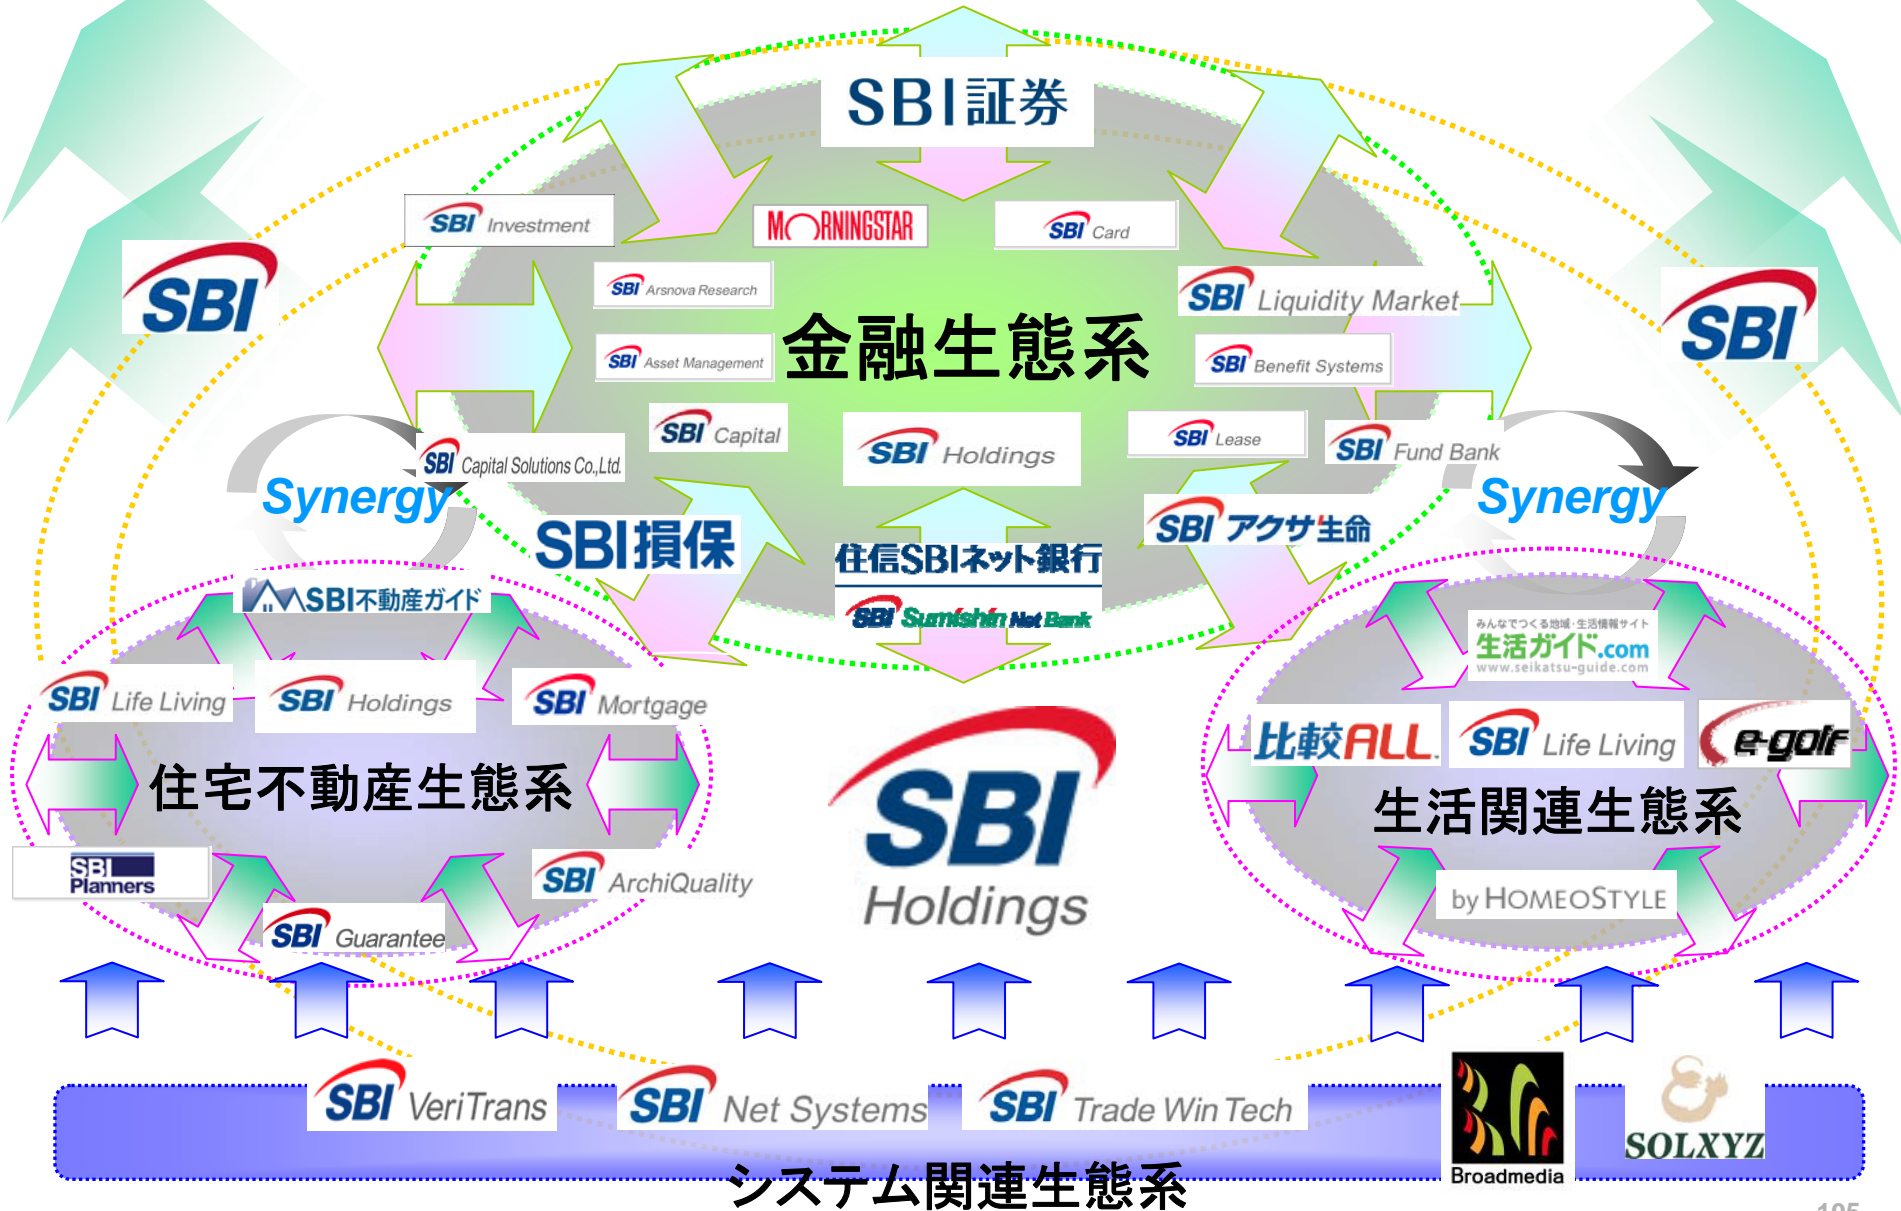 SBI証券
SBI Investment
MORNINGSTAR
SBI Card
SBI
SBI Arsnova Research
SBI Liquidity Market
SBI
金融生態系
SBI Asset Management
SBI Benefit Systems
SBI Capital
SBI Holdings
SBI Lease
SBI Fund Bank
SBI Capital Solutions Co.,Ltd.
Synergy
Synergy
SBI損保
SBIアクサ生命
住信SBIネット銀行
SBI Sumishin Net Bank
SBI不動産ガイド
SBI Life Living
SBI Holdings
SBI Mortgage
住宅不動産生態系
SBI Planners
SBI ArchiQuality
SBI Guarantee
SBI
Holdings
みんなでつくる地域・生活情報サイト
生活ガイド.com
www.seikatsu-guide.com
比較ALL
SBI Life Living
e-golf
生活関連生態系
by HOMEOSTYLE
SBI VeriTrans
SBI Net Systems
SBI Trade Win Tech
Broadmedia
SOLXYZ
システム関連生態系